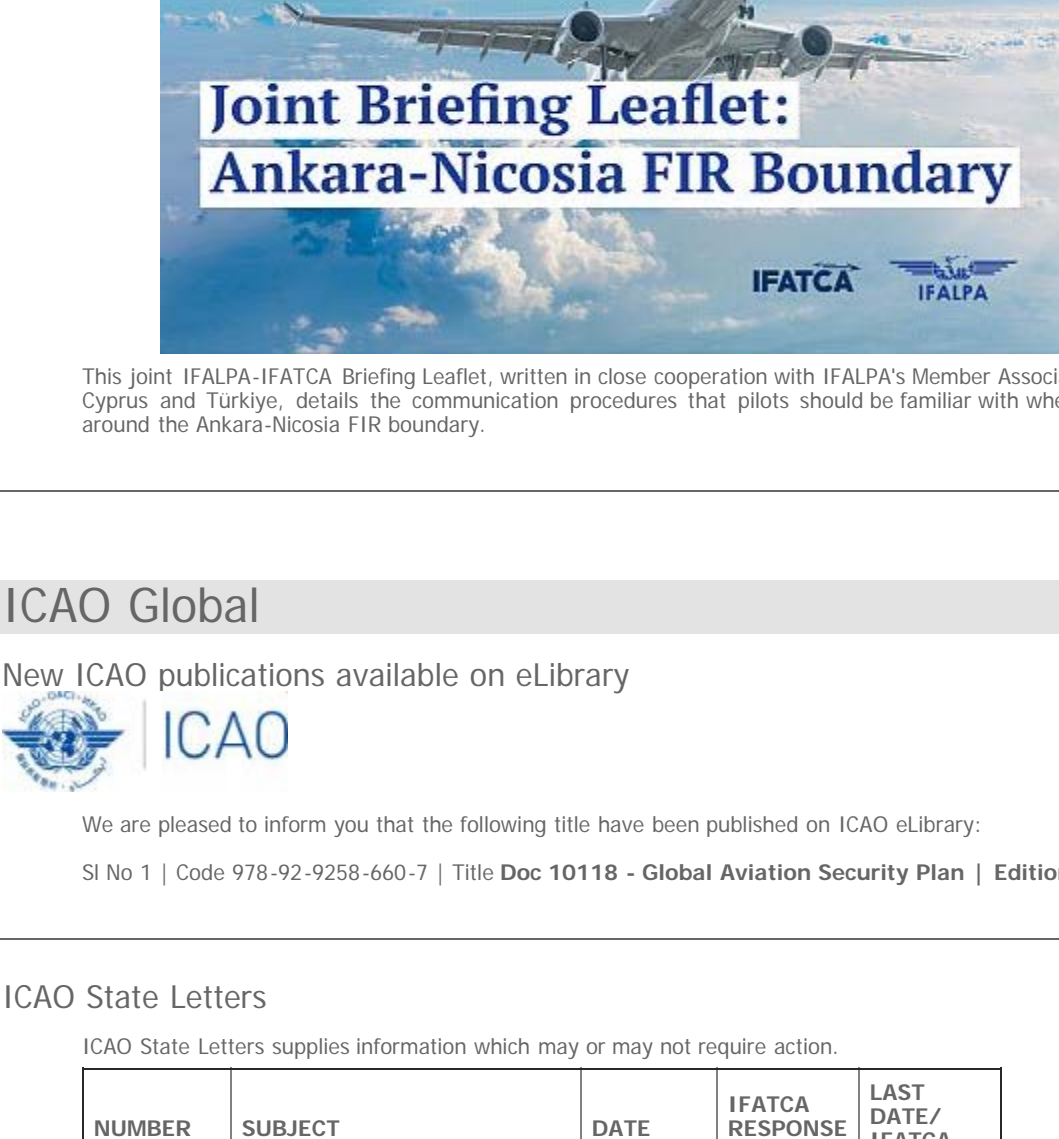 Joint Briefing Leaflet:
Ankara-Nicosia FIR Boundary
IFATCA
IFALPA
This joint IFALPA-IFATCA Briefing Leaflet, written in close cooperation with IFALPA's Member Associ
Cyprus and Türkiye, details the communication procedures that pilots should be familiar with whe
around the Ankara-Nicosia FIR boundary.
ICAO Global
New ICAO publications available on eLibrary
ICAO
We are pleased to inform you that the following title have been published on ICAO eLibrary:
SI No 1 | Code 978-92-9258-660-7 | Title Doc 10118 - Global Aviation Security Plan | Edition
ICAO State Letters
ICAO State Letters supplies information which may or may not require action.
NUMBER SUBJECT DATE IFATCA RESPONSE LAST DATE/ IFATCA